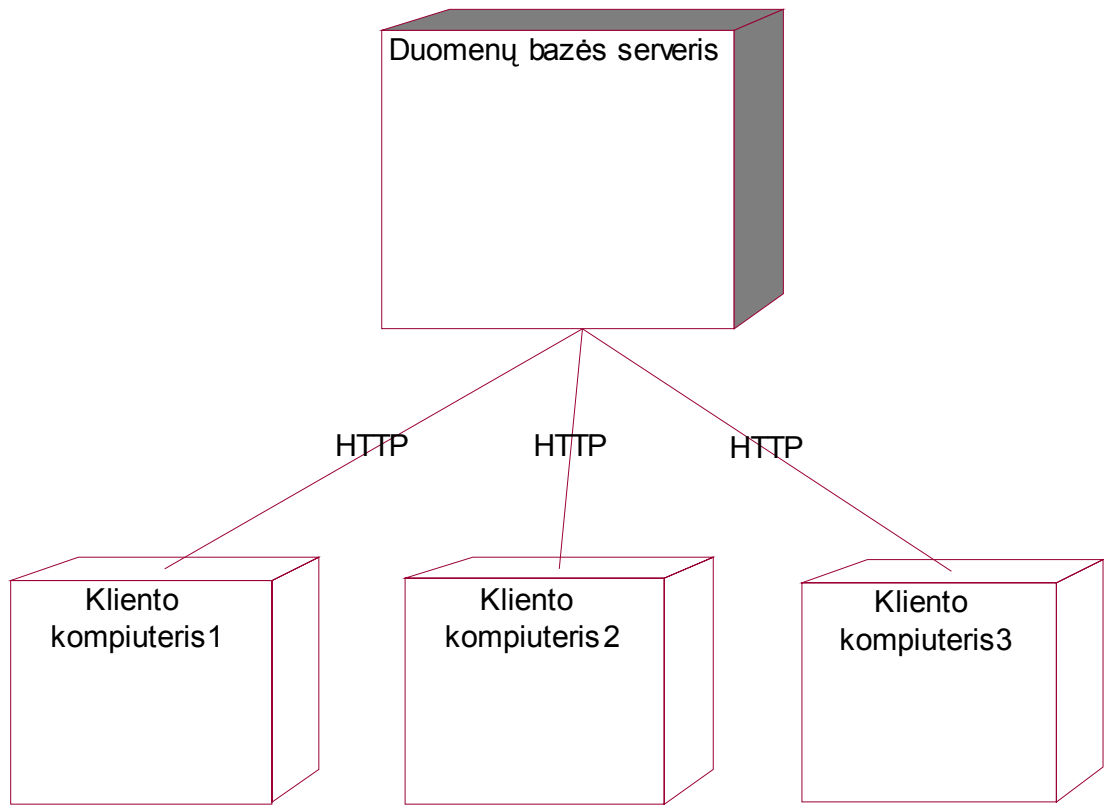 Duomenų bazės serveris
HTTP
HTTP
HTTP
Kliento
kompiuteris1
Kliento
kompiuteris2
Kliento
kompiuteris3